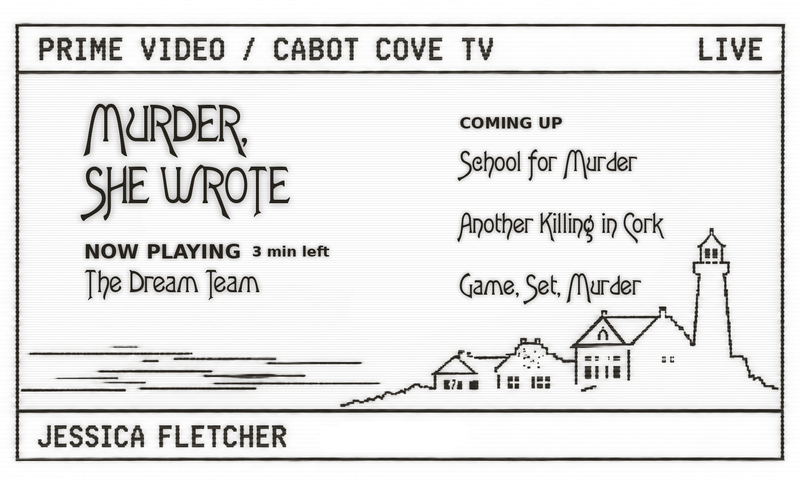 PRIME VIDEO / CABOT COVE TV LIVE
MURDER,
SHE WROTE
NOW PLAYING 3 min left
The Dream Team
COMING UP
School for Murder
Another Killing in Cork
Game, Set, Murder
JESSICA FLETCHER